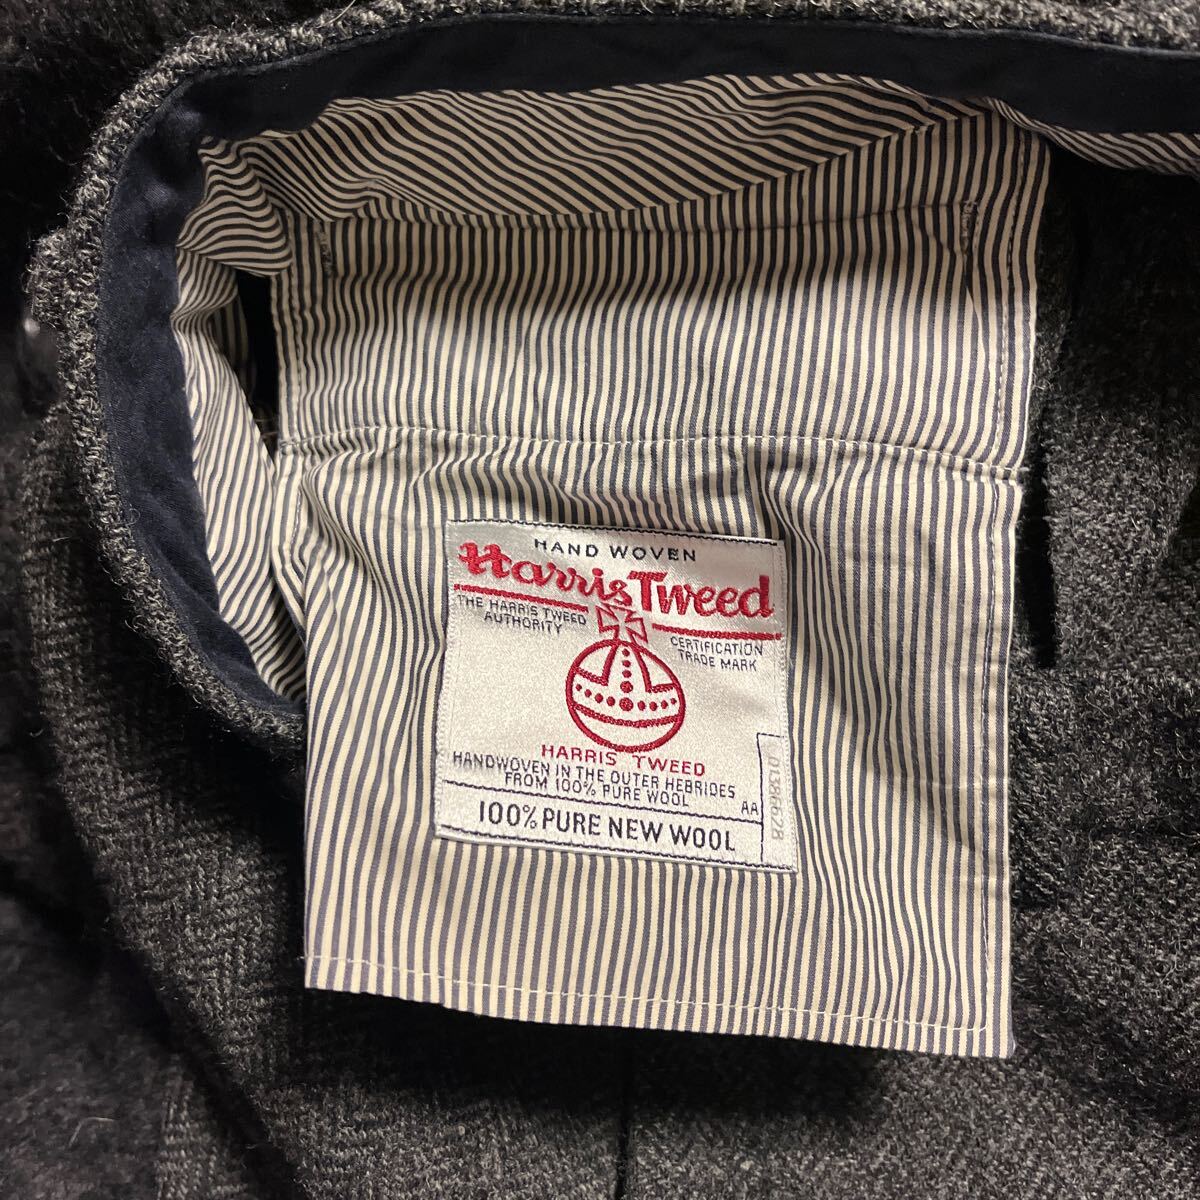 HAND WOVEN
Harris Tweed
THE HARRIS TWEED
AUTHORITY
CERTIFICATION
TRADE MARK
HARRIS TWEED
HANDWOVEN IN THE OUTER HEBRIDES
FROM 100% PURE WOOL
AA
100% PURE NEW WOOL